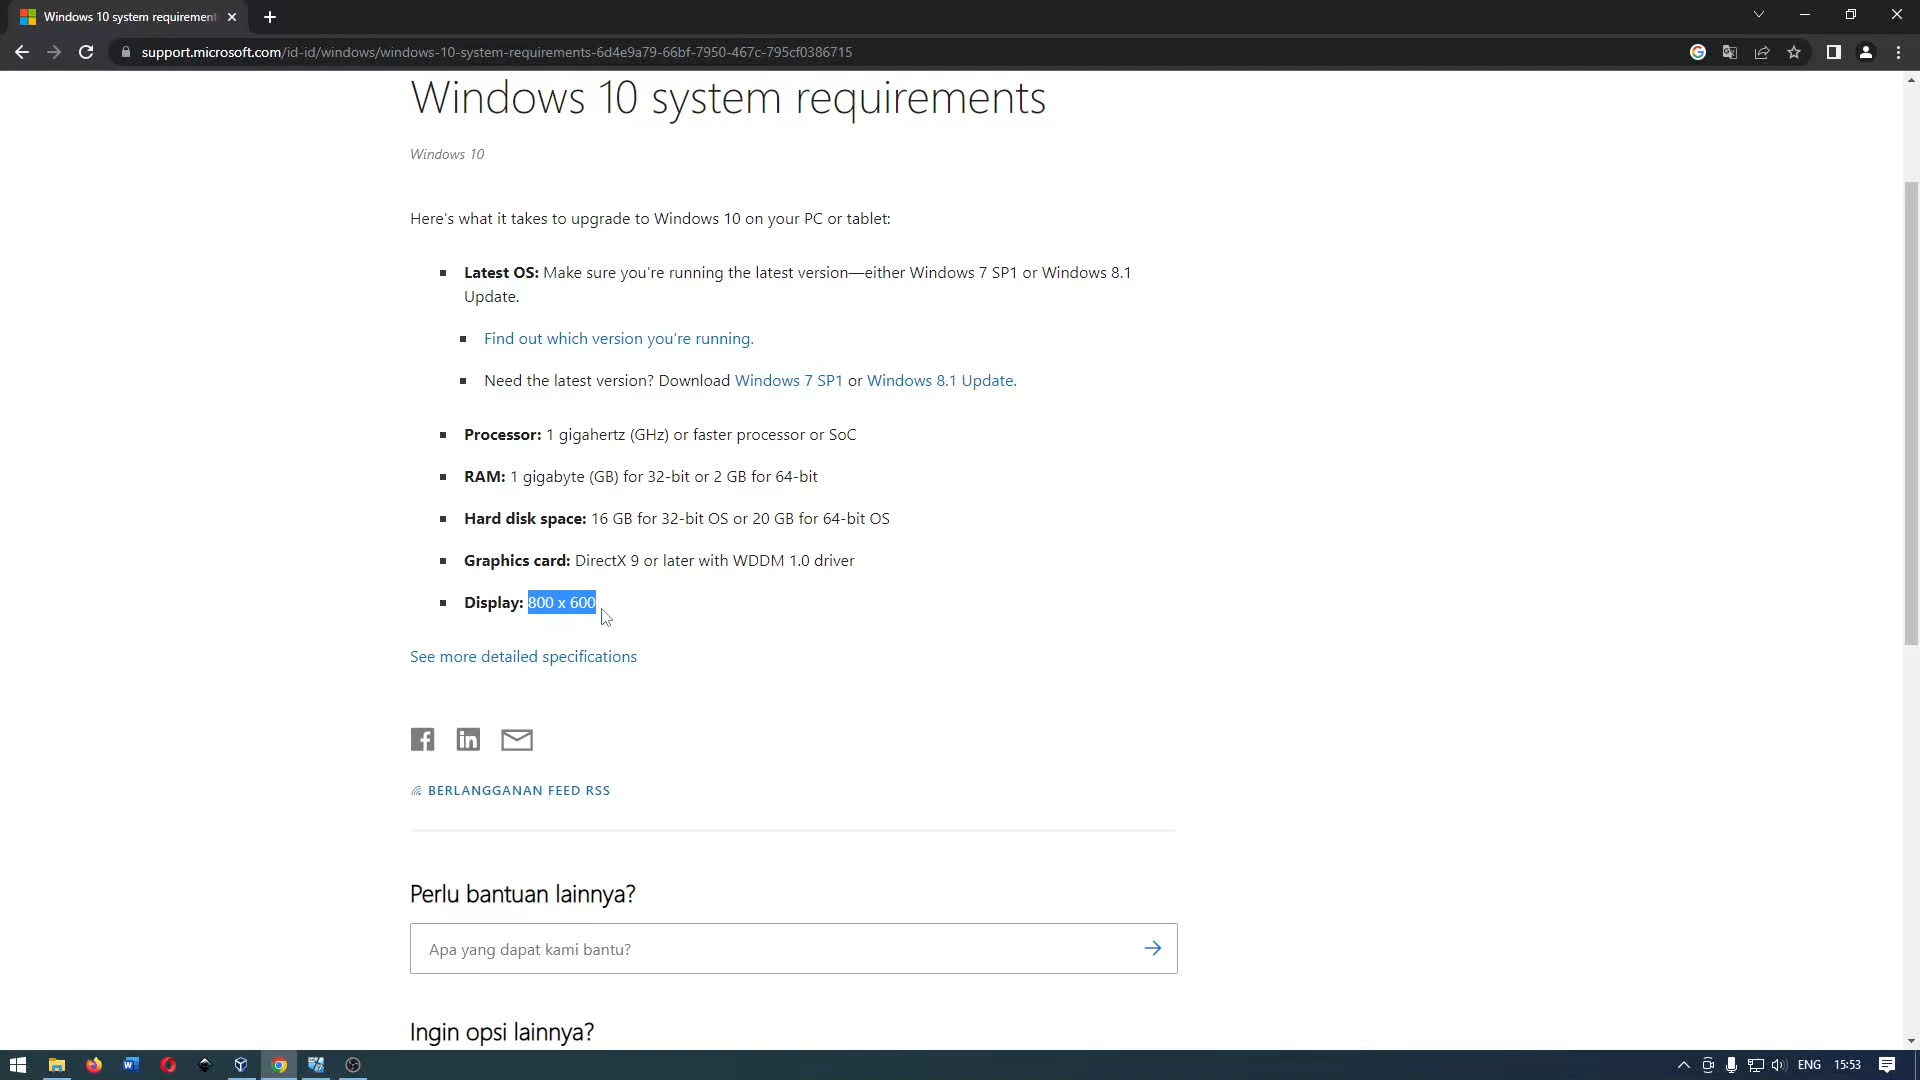 Windows 10 system requirement
support.microsoft.com/id-id/windows/windows-10-system-requirements-6d4e9a79-66bf-7950-467c-795cf0386715
Windows 10 system requirements
Windows 10
Here's what it takes to upgrade to Windows 10 on your PC or tablet:
Latest OS: Make sure you're running the latest version—either Windows 7 SP1 or Windows 8.1
Update.
Find out which version you're running.
Need the latest version? Download Windows 7 SP1 or Windows 8.1 Update.
Processor: 1 gigahertz (GHz) or faster processor or SoC
RAM: 1 gigabyte (GB) for 32-bit or 2 GB for 64-bit
Hard disk space: 16 GB for 32-bit OS or 20 GB for 64-bit OS
Graphics card: DirectX 9 or later with WDDM 1.0 driver
Display: 800 x 600
See more detailed specifications
BERLANGGANAN FEED RSS
Perlu bantuan lainnya?
Apa yang dapat kami bantu?
Ingin opsi lainnya?
ENG 15:53